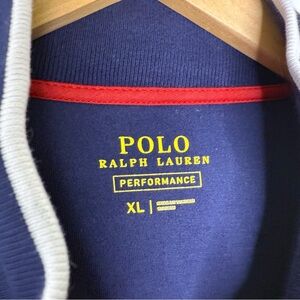 POLO
RALPH LAUREN
PERFORMANCE
XL |